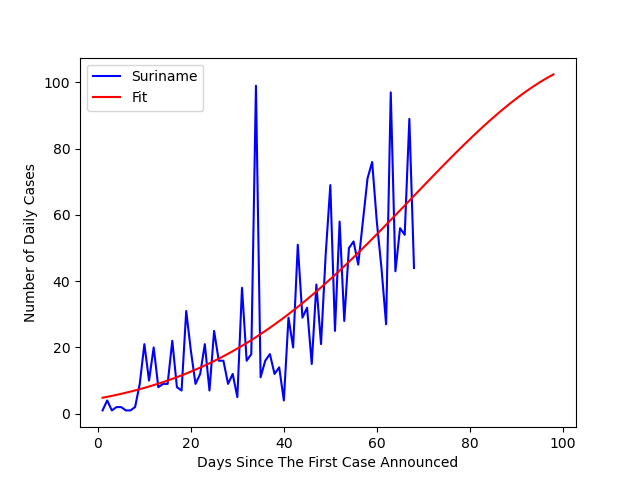 Suriname
Fit
100
80
60
40
20
0
Number of Daily Cases
0 20 40 60 80 100
Days Since The First Case Announced